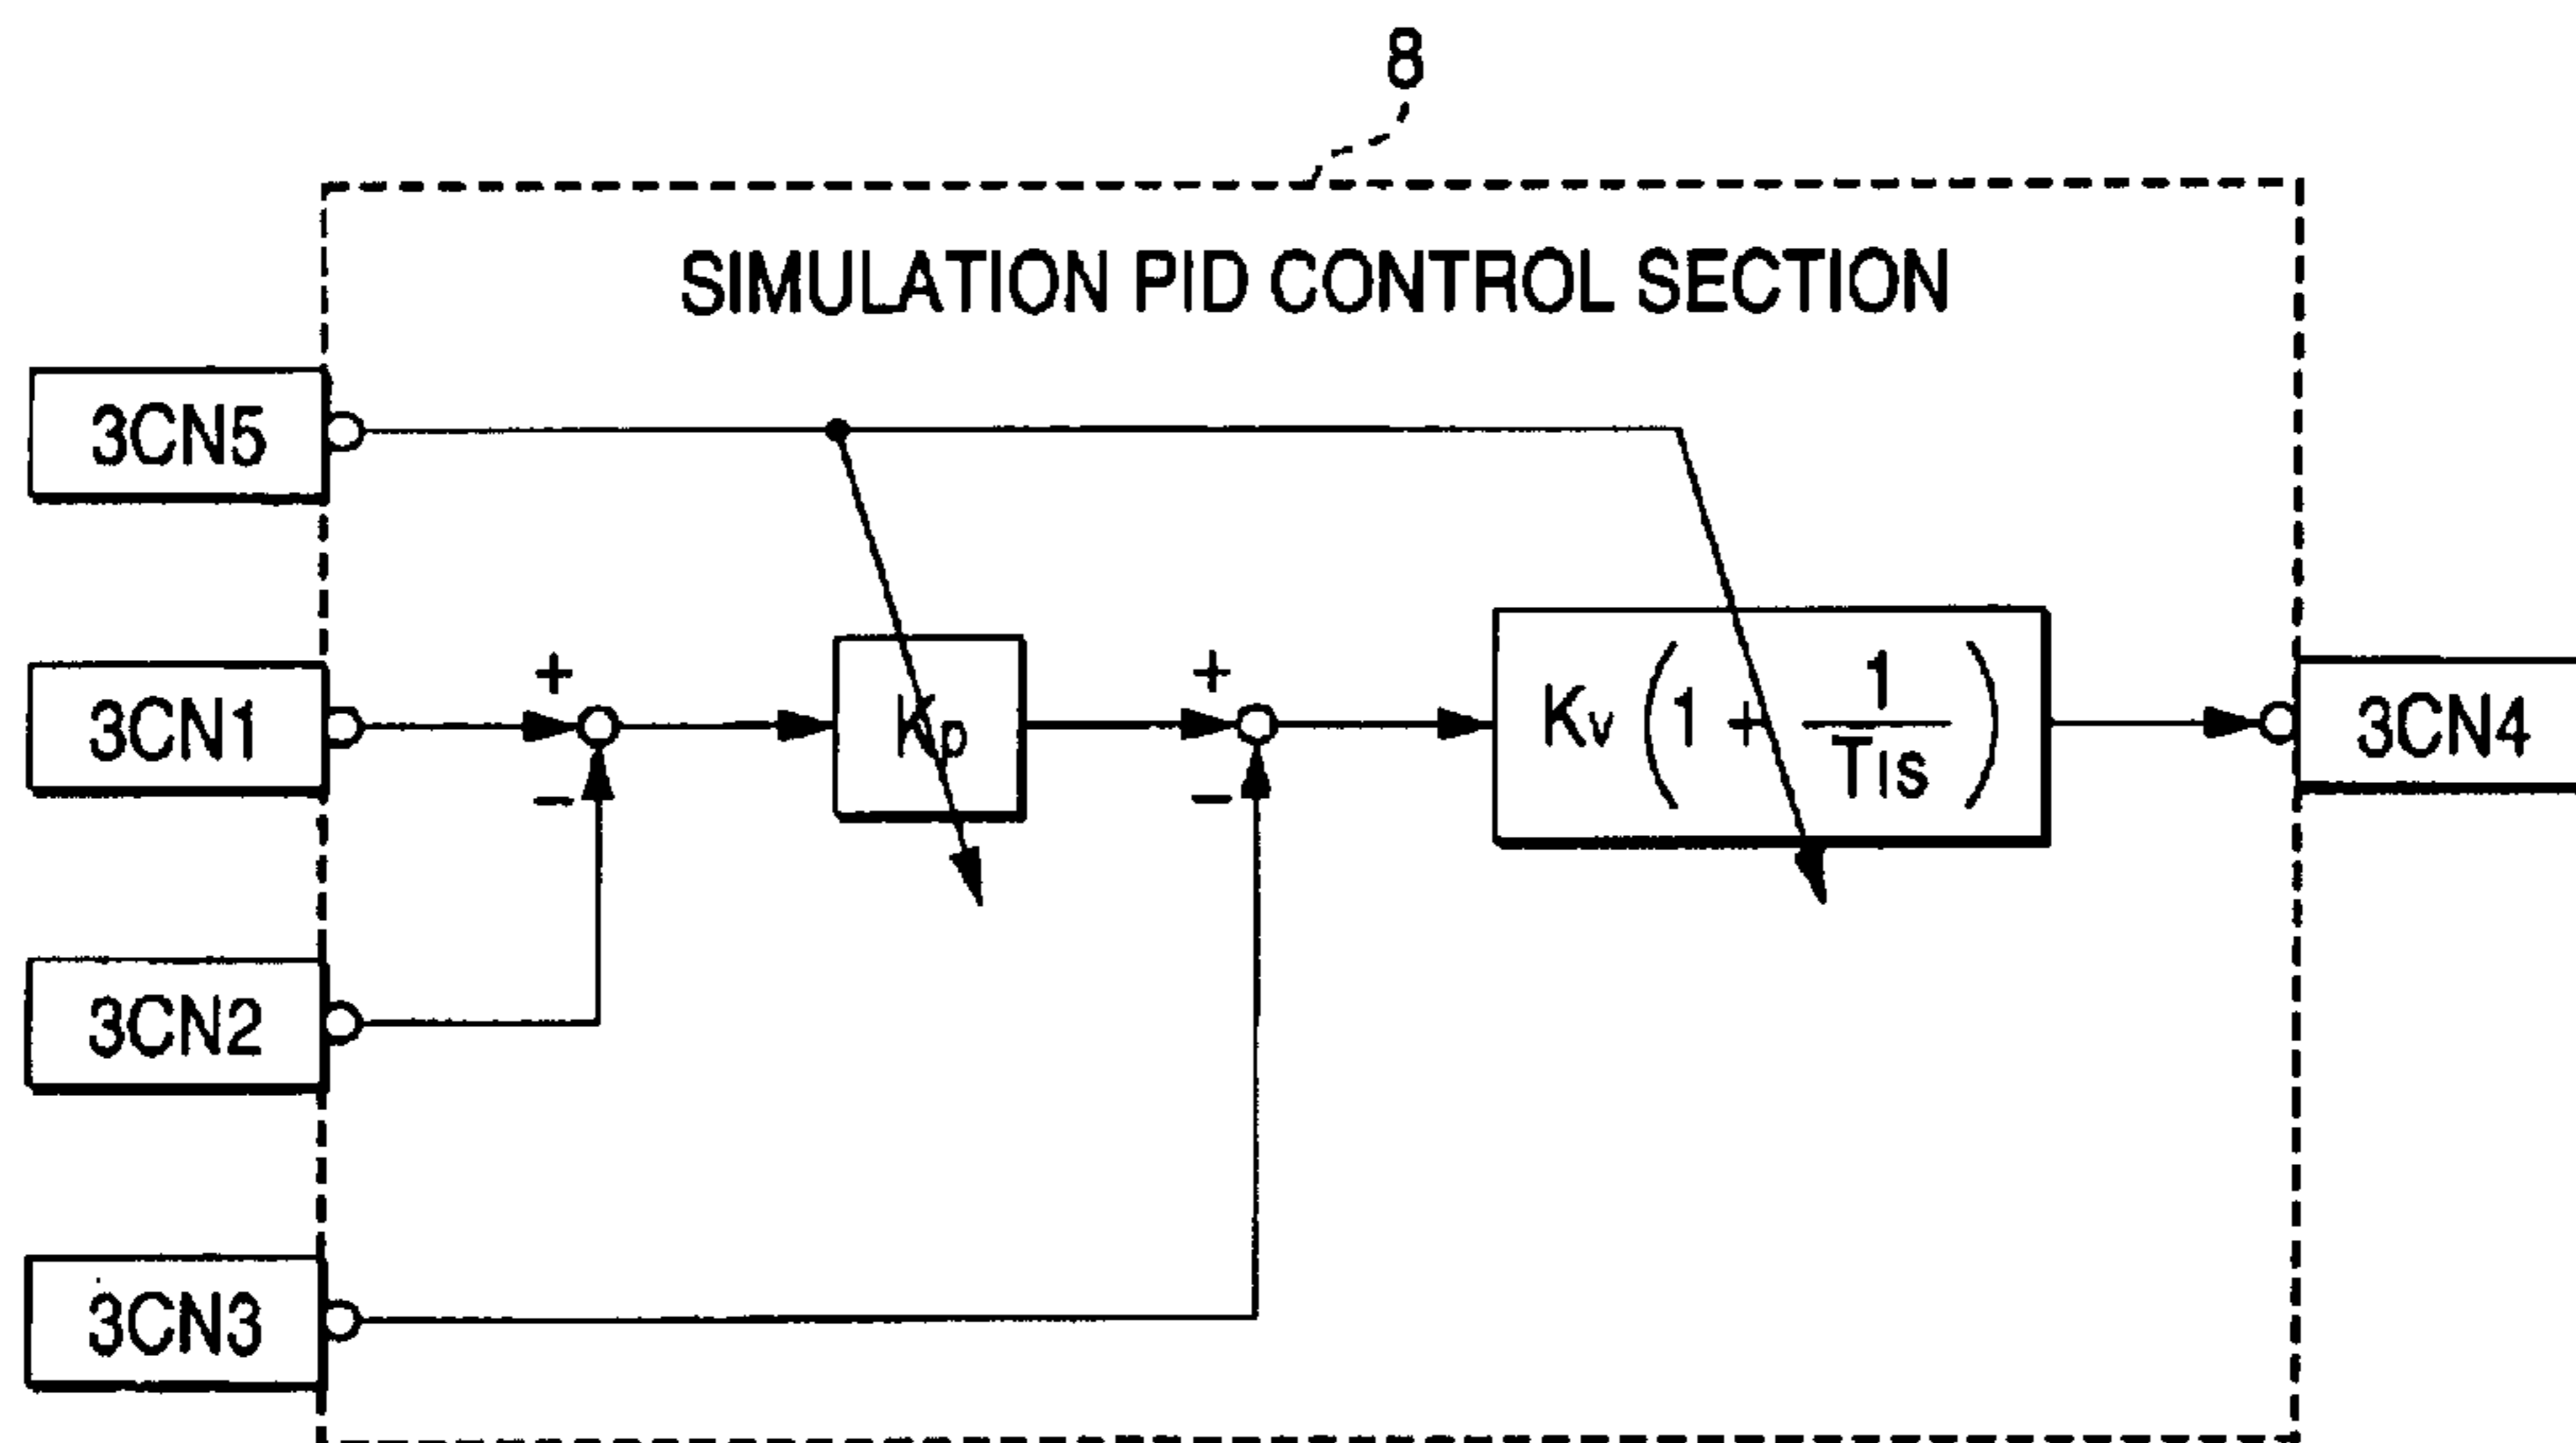 8
SIMULATION PID CONTROL SECTION
3CN5
3CN1
+
−
Kp
+
−
Kv (1 + 1/TIs)
3CN4
3CN2
3CN3